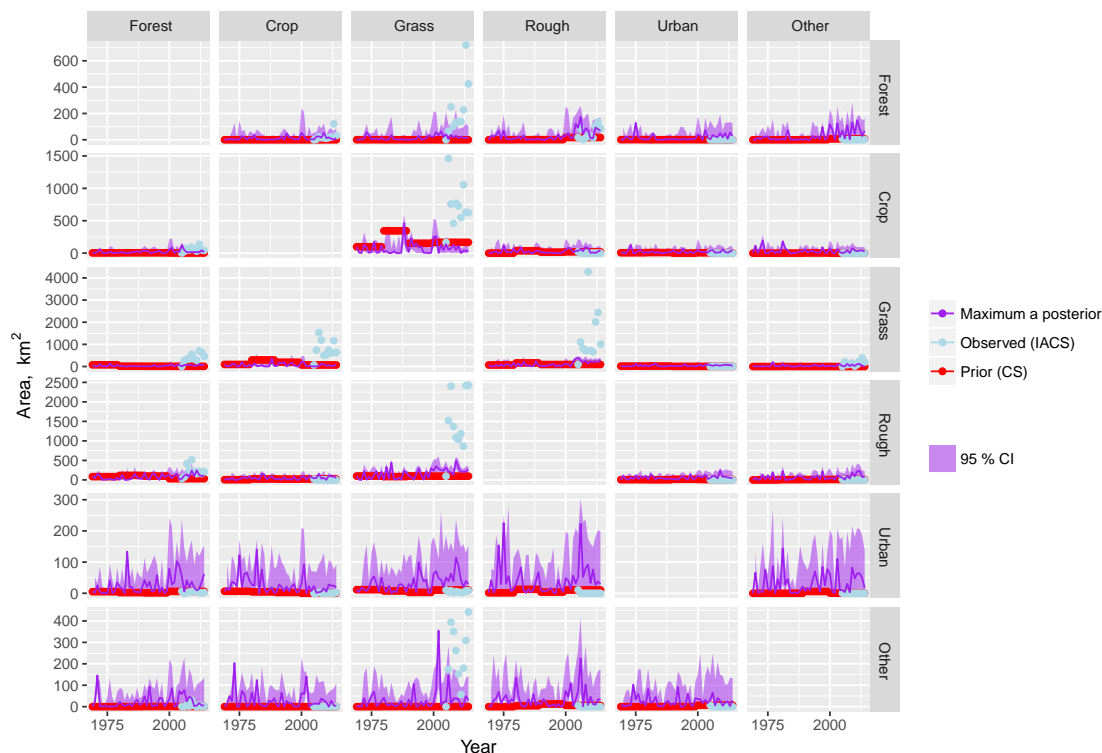 Forest Crop Grass Rough Urban Other
600
400
200
0
Forest
1500
1000
500
0
Crop
4000
3000
2000
1000
0
Grass
2500
2000
1500
1000
500
0
Rough
300
200
100
0
Urban
400
300
200
100
0
Other
1975 2000 1975 2000 1975 2000 1975 2000 1975 2000 1975 2000
Year
Area, km²
Maximum a posterior
Observed (IACS)
Prior (CS)
95 % CI